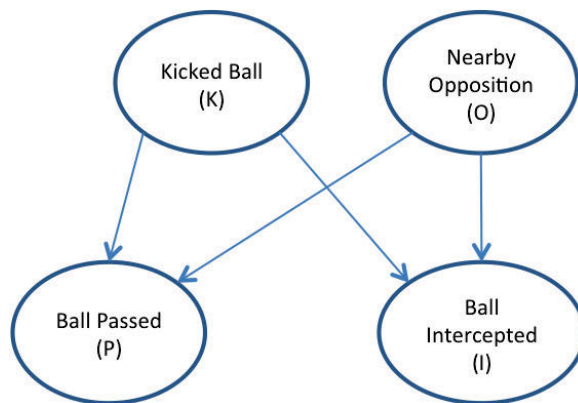 Kicked Ball
(K)
Nearby
Opposition
(O)
Ball Passed
(P)
Ball
Intercepted
(I)